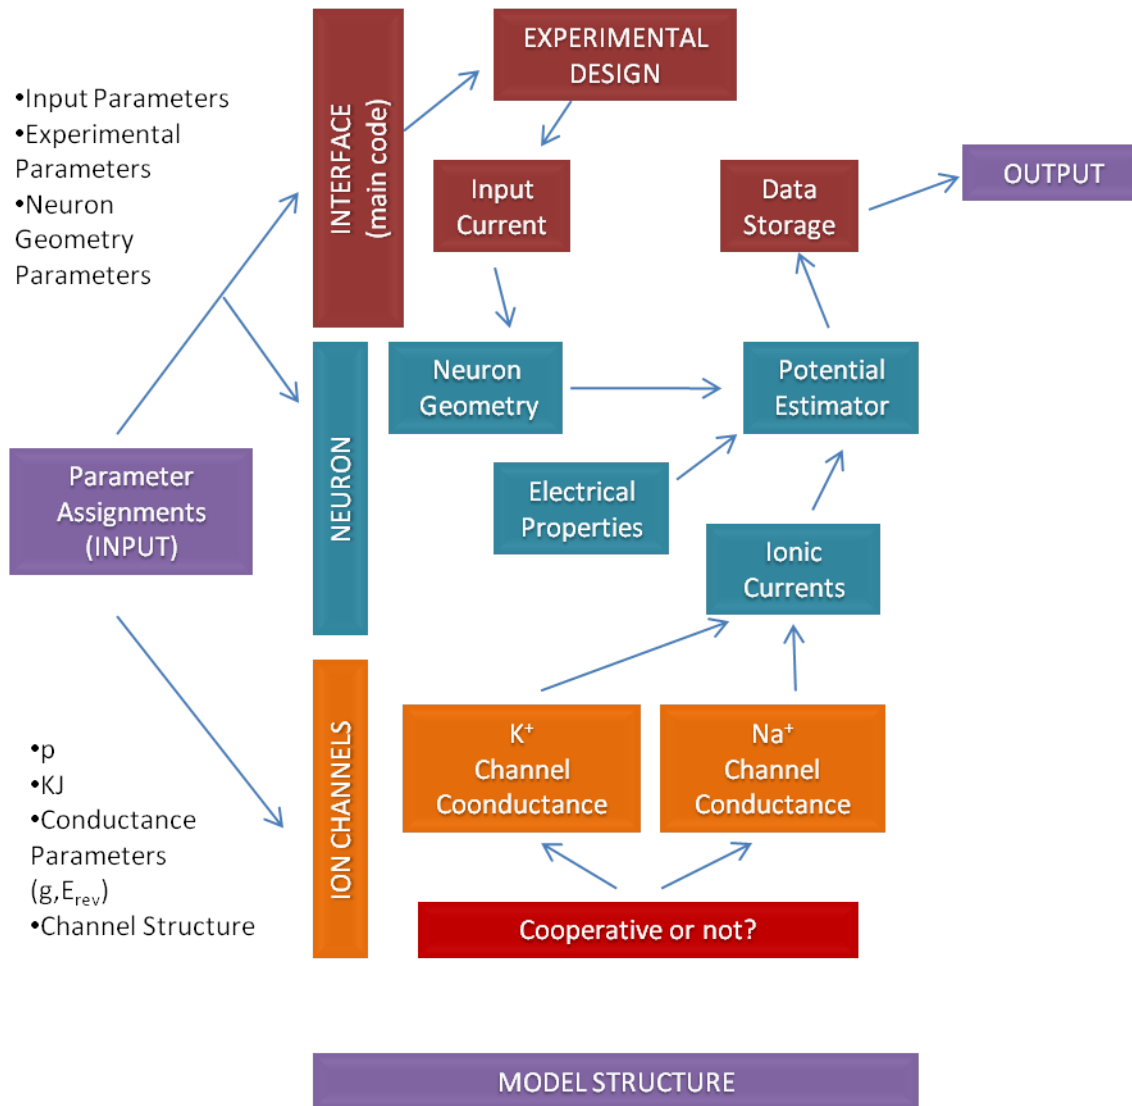 EXPERIMENTAL
DESIGN
INTERFACE
(main code)
•Input Parameters
•Experimental
Parameters
•Neuron
Geometry
Parameters
Input
Current
Data
Storage
OUTPUT
NEURON
Neuron
Geometry
Potential
Estimator
Parameter
Assignments
(INPUT)
Electrical
Properties
Ionic
Currents
ION CHANNELS
K⁺
Channel
Coonductance
Na⁺
Channel
Conductance
•p
•KJ
•Conductance
Parameters
(g,Eᵣₑᵥ)
•Channel Structure
Cooperative or not?
MODEL STRUCTURE